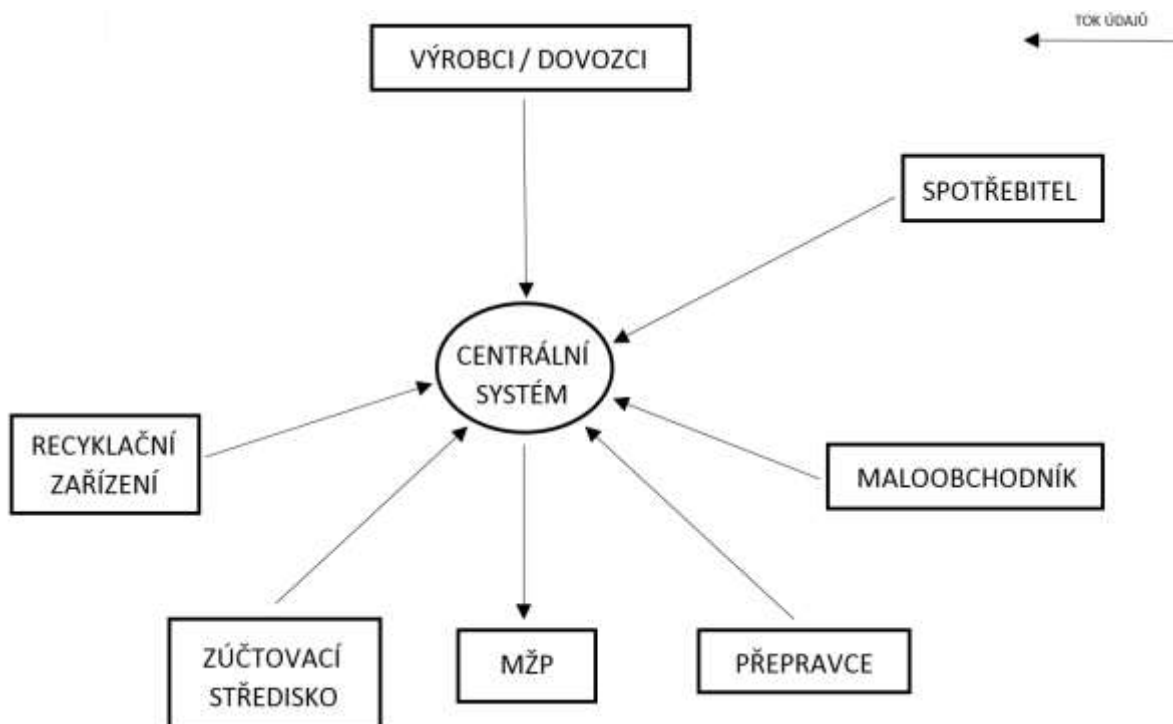 TOK ÚDAJŮ
VÝROBCI / DOVOZCI
SPOTŘEBITEL
CENTRÁLNÍ
SYSTÉM
RECYKLAČNÍ
ZAŘÍZENÍ
MALOOBCHODNÍK
ZÚČTOVACÍ
STŘEDISKO
MŽP
PŘEPRAVCE